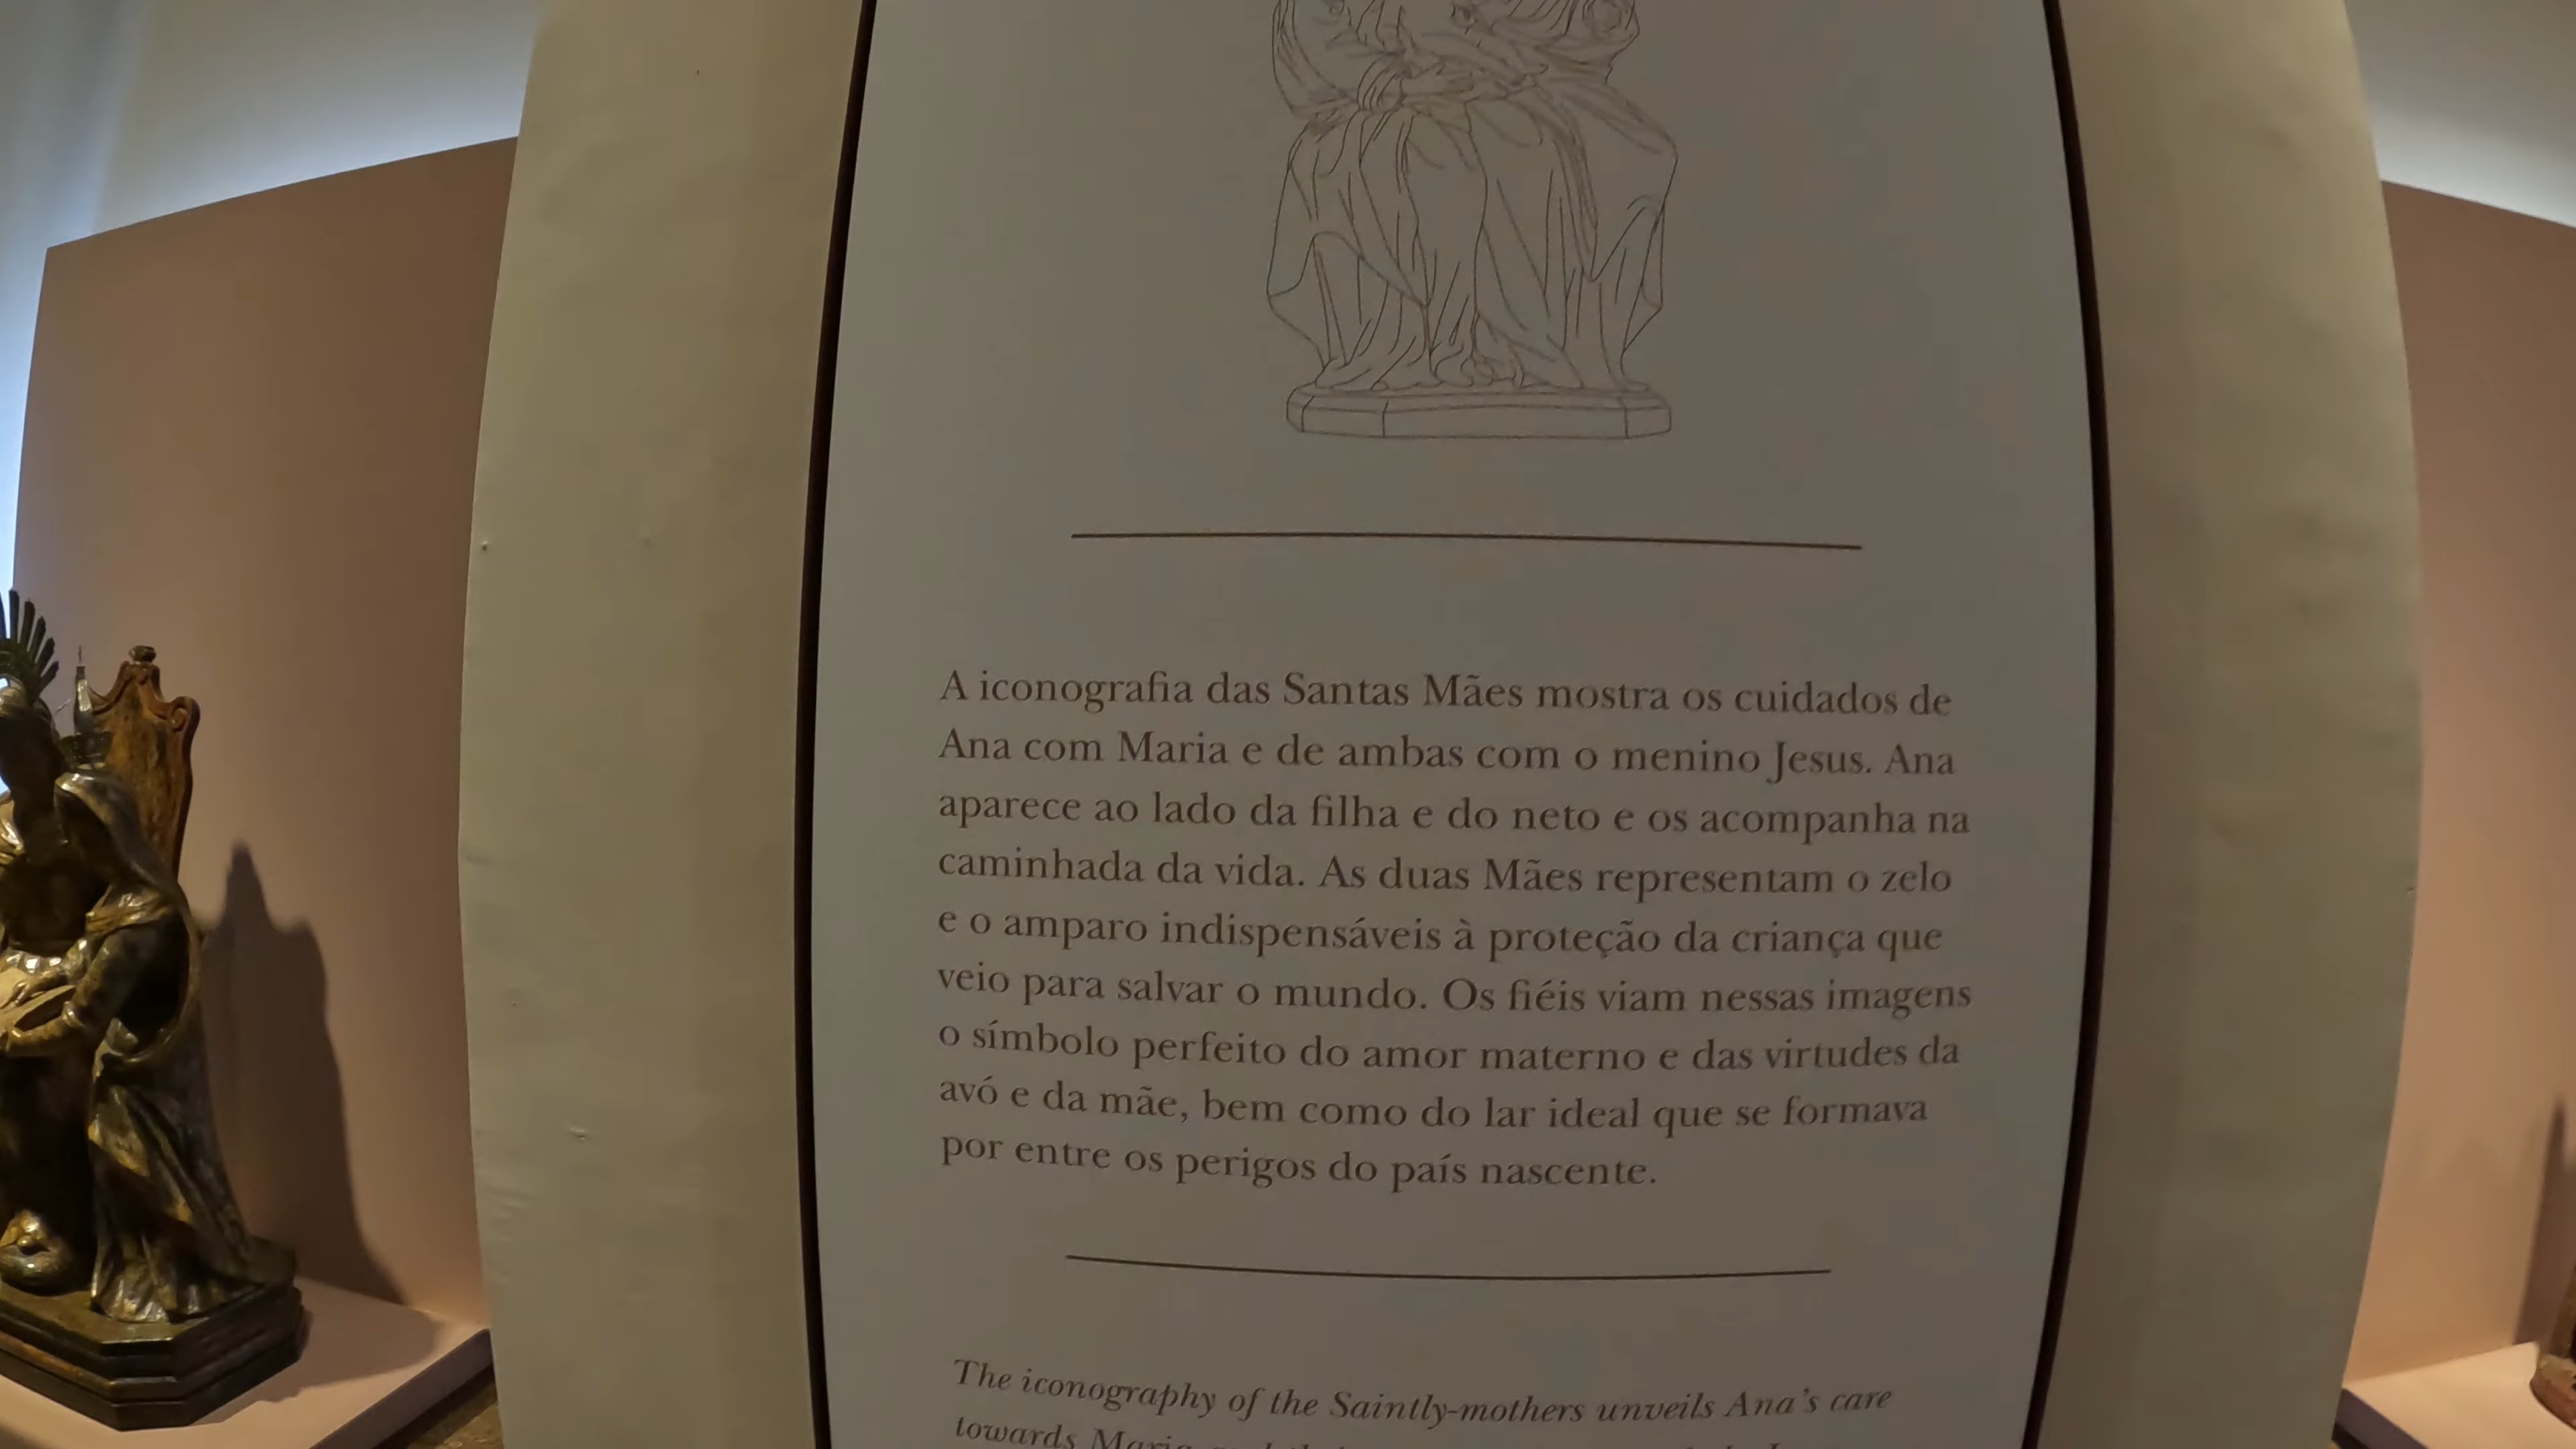 A iconografia das Santas Mães mostra os cuidados de
Ana com Maria e de ambas com o menino Jesus. Ana
aparece ao lado da filha e do neto e os acompanha na
caminhada da vida. As duas Mães representam o zelo
e o amparo indispensáveis à proteção da criança que
veio para salvar o mundo. Os fiéis viam nessas imagens
o símbolo perfeito do amor materno e das virtudes da
avó e da mãe, bem como do lar ideal que se formava
por entre os perigos do país nascente.
The iconography of the Saintly-mothers unveils Ana's care
towards Maria